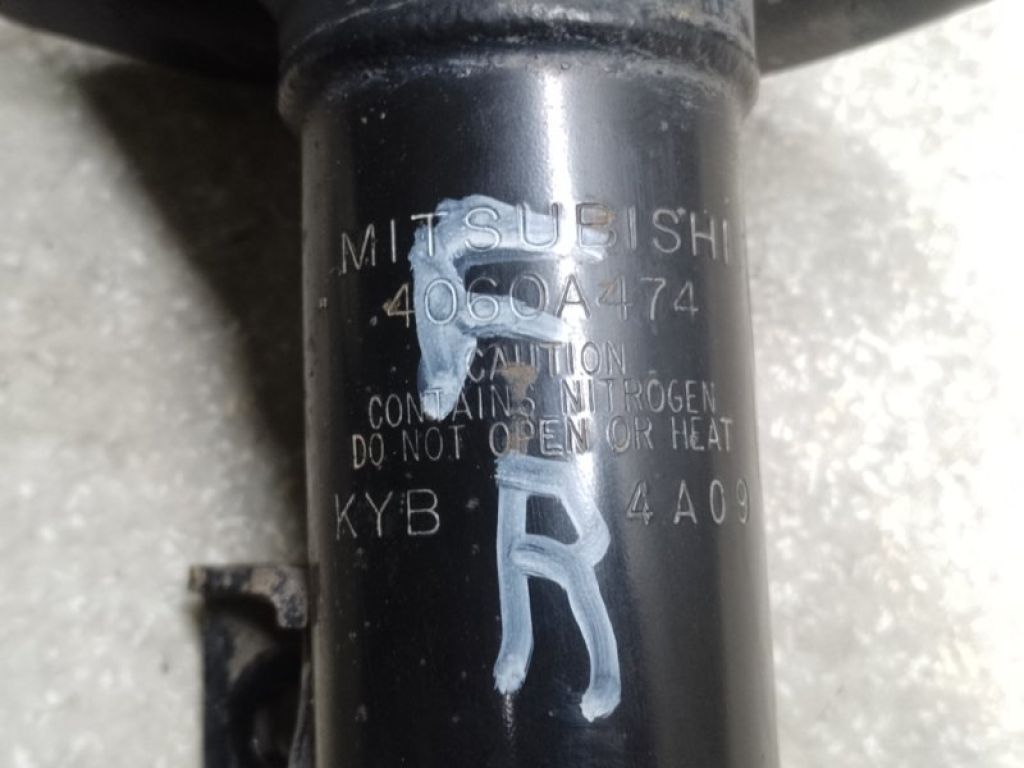 MITSUBISHI
4060A474
CAUTION
CONTAINS NITROGEN
DO NOT OPEN OR HEAT
KYB 4A09
F
R